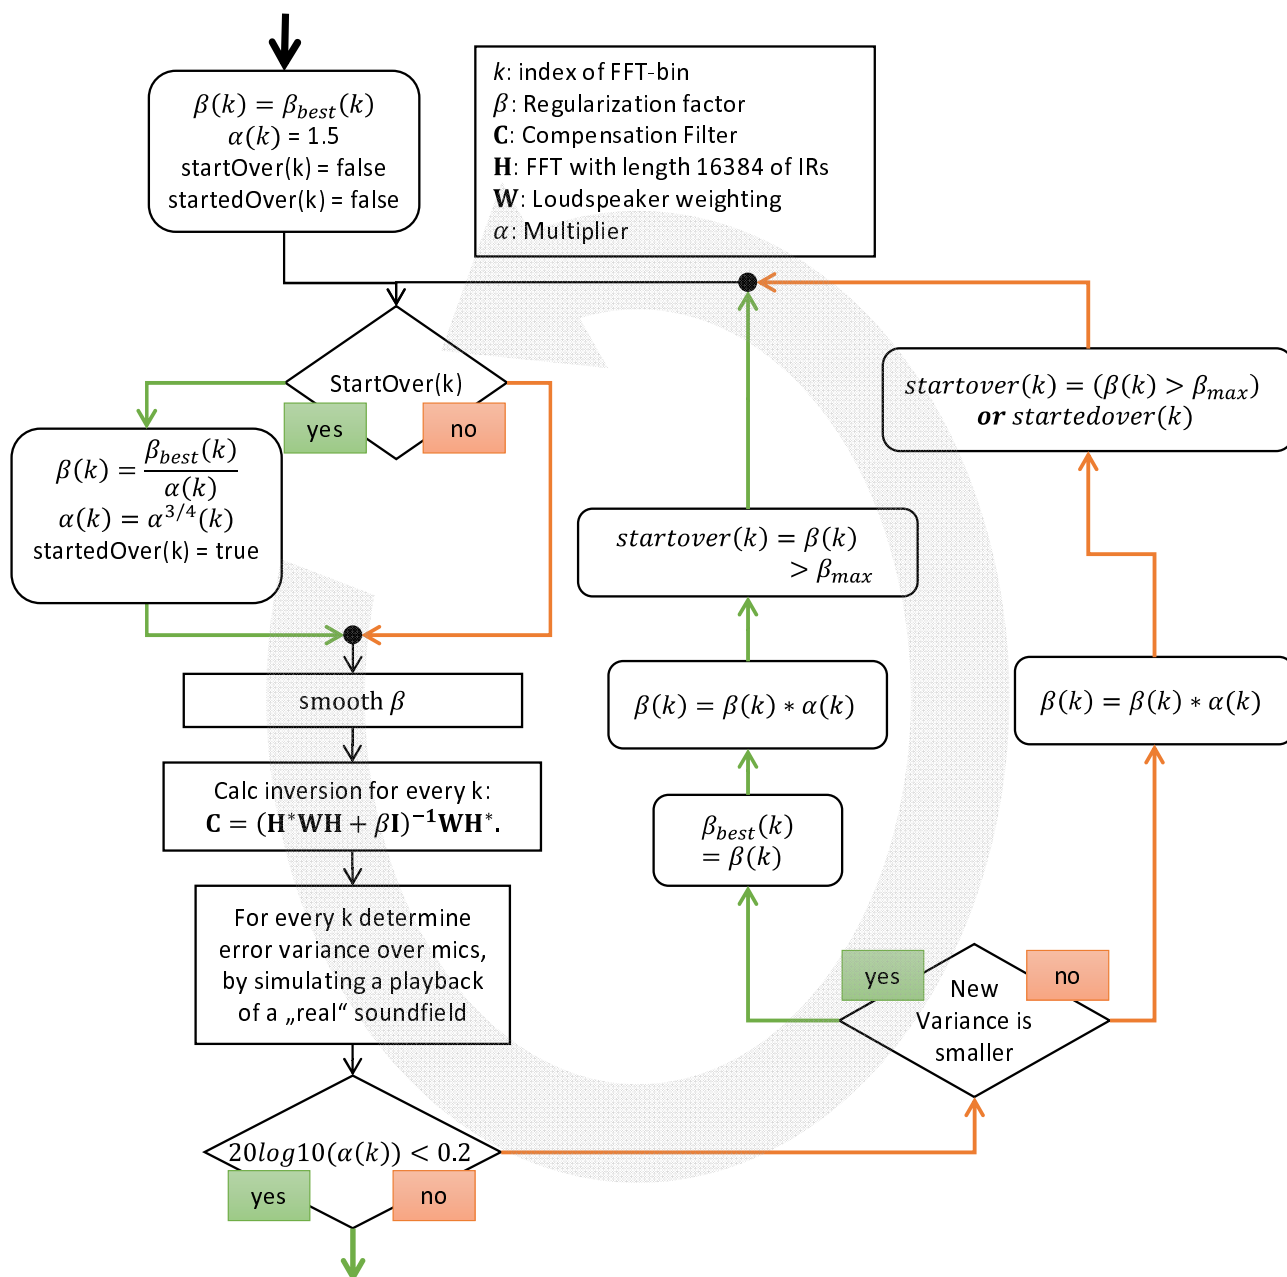 β(k) = β_best(k)
α(k) = 1.5
startOver(k) = false
startedOver(k) = false
k: index of FFT-bin
β: Regularization factor
C: Compensation Filter
H: FFT with length 16384 of IRs
W: Loudspeaker weighting
α: Multiplier
StartOver(k)
yes
no
β(k) = β_best(k) / α(k)
α(k) = α^{3/4}(k)
startedOver(k) = true
smooth β
Calc inversion for every k:
C = (H*WH + βI)^{−1}WH*.
For every k determine
error variance over mics,
by simulating a playback
of a „real“ soundfield
20log10(α(k)) < 0.2
yes
no
New
Variance is
smaller
yes
no
β_best(k)
= β(k)
β(k) = β(k) ∗ α(k)
startover(k) = β(k)
> β_max
β(k) = β(k) ∗ α(k)
startover(k) = (β(k) > β_max)
or startedover(k)